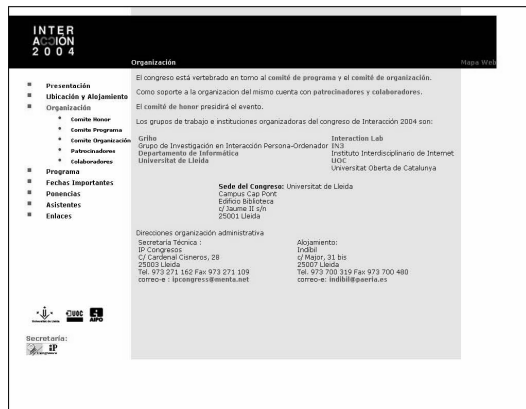 INTER
ACCIÓN
2004
Organización
Mapa Web
Presentación
Ubicación y Alojamiento
Organización
Comite Honor
Comite Programa
Comite Organización
Patrocinadores
Colaboradores
Programa
Fechas Importantes
Ponencias
Asistentes
Enlaces
El congreso está vertebrado en torno al comité de programa y el comité de organización.
Como soporte a la organizacion del mismo cuenta con patrocinadores y colaboradores.
El comité de honor presidirá el evento.
Los grupos de trabajo e instituciones organizadoras del congreso de Interacción 2004 son:
Griho
Grupo de Investigación en Interacción Persona-Ordenador
Departamento de Informática
Universitat de Lleida
Interaction Lab
IN3
Instituto Interdisciplinario de Internet
UOC
Universitat Oberta de Catalunya
Sede del Congreso: Universitat de Lleida
Campus Cap Pont
Edificio Biblioteca
c/ Jaume II s/n
25001 Lleida
Direcciones organización administrativa
Secretaria Técnica :
IP Congresos
C/ Cardenal Cisneros, 28
25003 Lleida
Tel. 973 271 162 Fax 973 271 109
correo-e : ipcongress@menta.net
Alojamiento:
Indíbil
c/ Major, 31 bis
25007 Lleida
Tel. 973 700 319 Fax 973 700 480
correo-e: indibil@paeria.es
UOC
AIPO
Secretaría:
iP